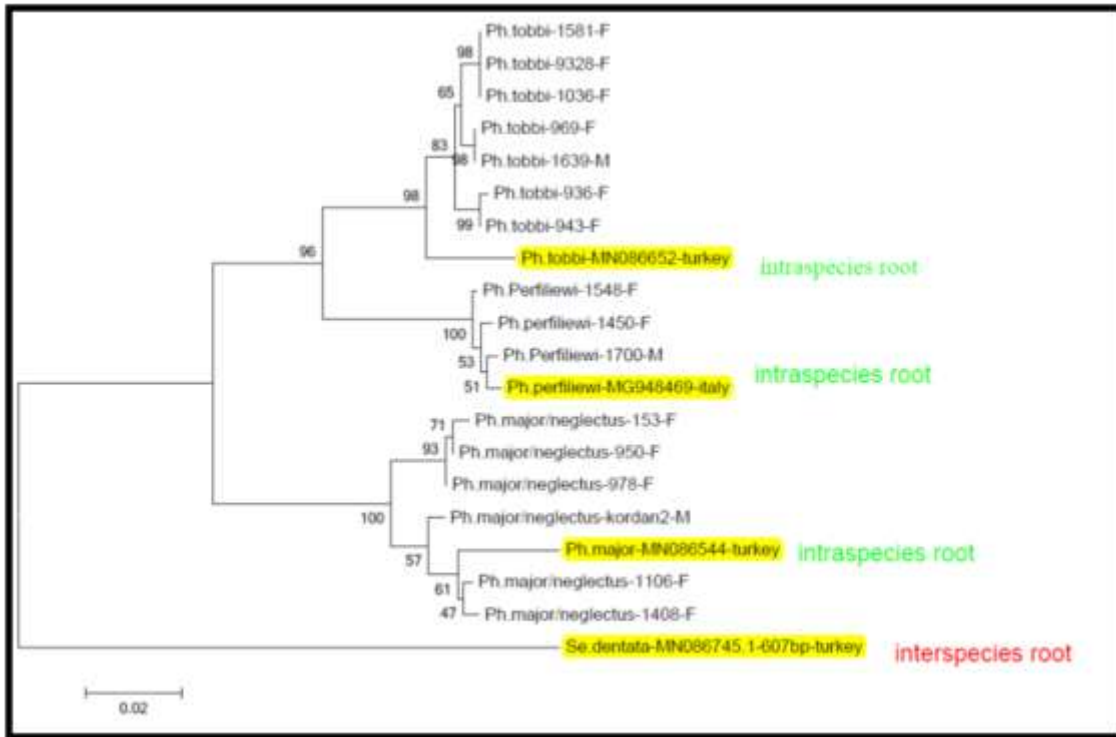 Ph.tobbi-1581-F
98
Ph.tobbi-9328-F
Ph.tobbi-1036-F
65
Ph.tobbi-969-F
83
98
Ph.tobbi-1639-M
98
Ph.tobbi-936-F
99
Ph.tobbi-943-F
96
Ph.tobbi-MN086652-turkey
intraspecies root
Ph.Perfiliewi-1548-F
100
Ph.perfiliewi-1450-F
53
Ph.Perfiliewi-1700-M
51
Ph.perfiliewi-MG948469-italy
intraspecies root
71
Ph.major/neglectus-153-F
93
Ph.major/neglectus-950-F
Ph.major/neglectus-978-F
100
Ph.major/neglectus-kordan2-M
57
Ph.major-MN086544-turkey
intraspecies root
61
Ph.major/neglectus-1106-F
47
Ph.major/neglectus-1408-F
Se.dentata-MN086745.1-607bp-turkey
interspecies root
0.02